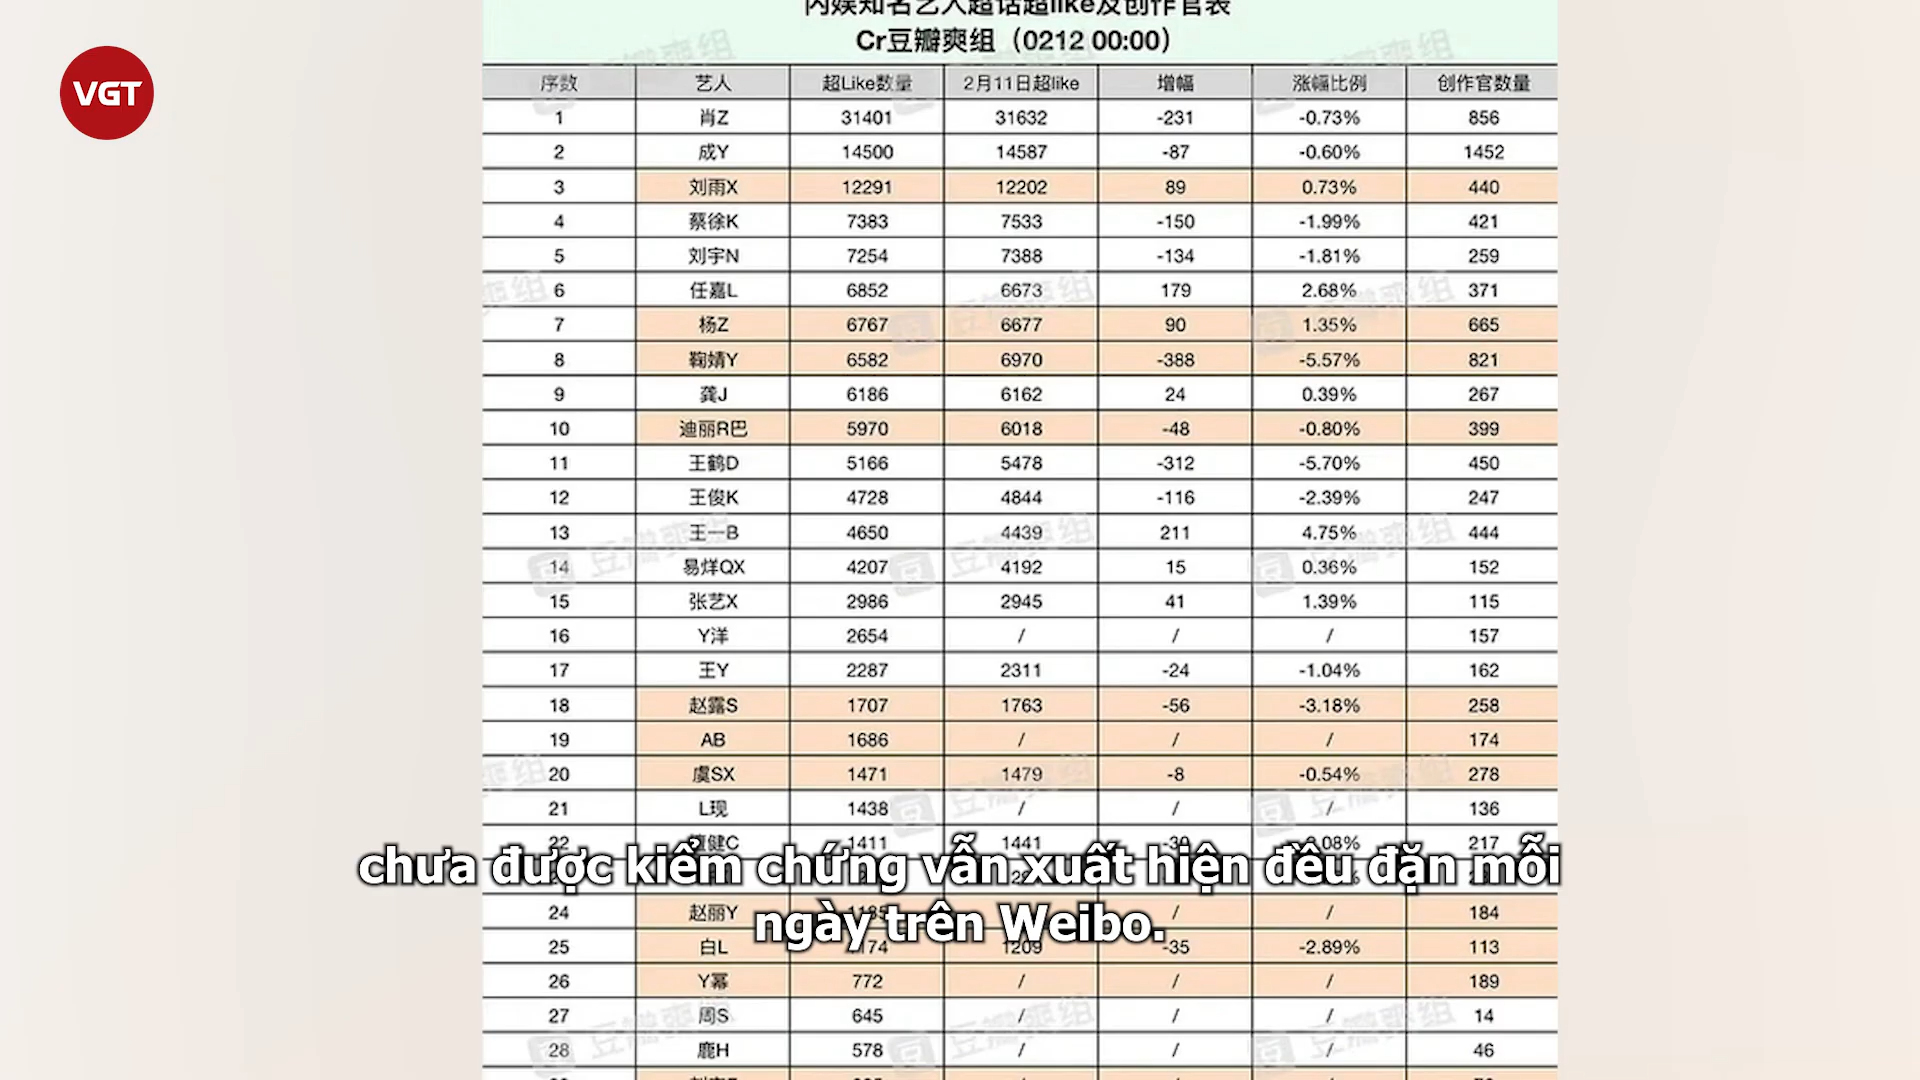 内娱知名艺人超话超like及创作官表
Cr豆瓣爽组（0212 00:00）
VGT
序数 艺人 超Like数量 2月11日超like 增幅 涨幅比例 创作官数量
1 肖Z 31401 31632 -231 -0.73% 856
2 成Y 14500 14587 -87 -0.60% 1452
3 刘雨X 12291 12202 89 0.73% 440
4 蔡徐K 7383 7533 -150 -1.99% 421
5 刘宇N 7254 7388 -134 -1.81% 259
6 任嘉L 6852 6673 179 2.68% 371
7 杨Z 6767 6677 90 1.35% 665
8 鞠婧Y 6582 6970 -388 -5.57% 821
9 龚J 6186 6162 24 0.39% 267
10 迪丽R巴 5970 6018 -48 -0.80% 399
11 王鹤D 5166 5478 -312 -5.70% 450
12 王俊K 4728 4844 -116 -2.39% 247
13 王一B 4650 4439 211 4.75% 444
14 易烊QX 4207 4192 15 0.36% 152
15 张艺X 2986 2945 41 1.39% 115
16 Y洋 2654 / / / 157
17 王Y 2287 2311 -24 -1.04% 162
18 赵露S 1707 1763 -56 -3.18% 258
19 AB 1686 / / / 174
20 虞SX 1471 1479 -8 -0.54% 278
21 L现 1438 / / / 136
22 健C 1411 1441 -30 217
chưa được kiểm chứng vẫn xuất hiện đều đặn mỗi
24 赵丽Y / / 184
ngày trên Weibo.
25 白L 1209 -35 -2.89% 113
26 Y幂 772 / / / 189
27 周S 645 / / / 14
28 鹿H 578 / / / 46